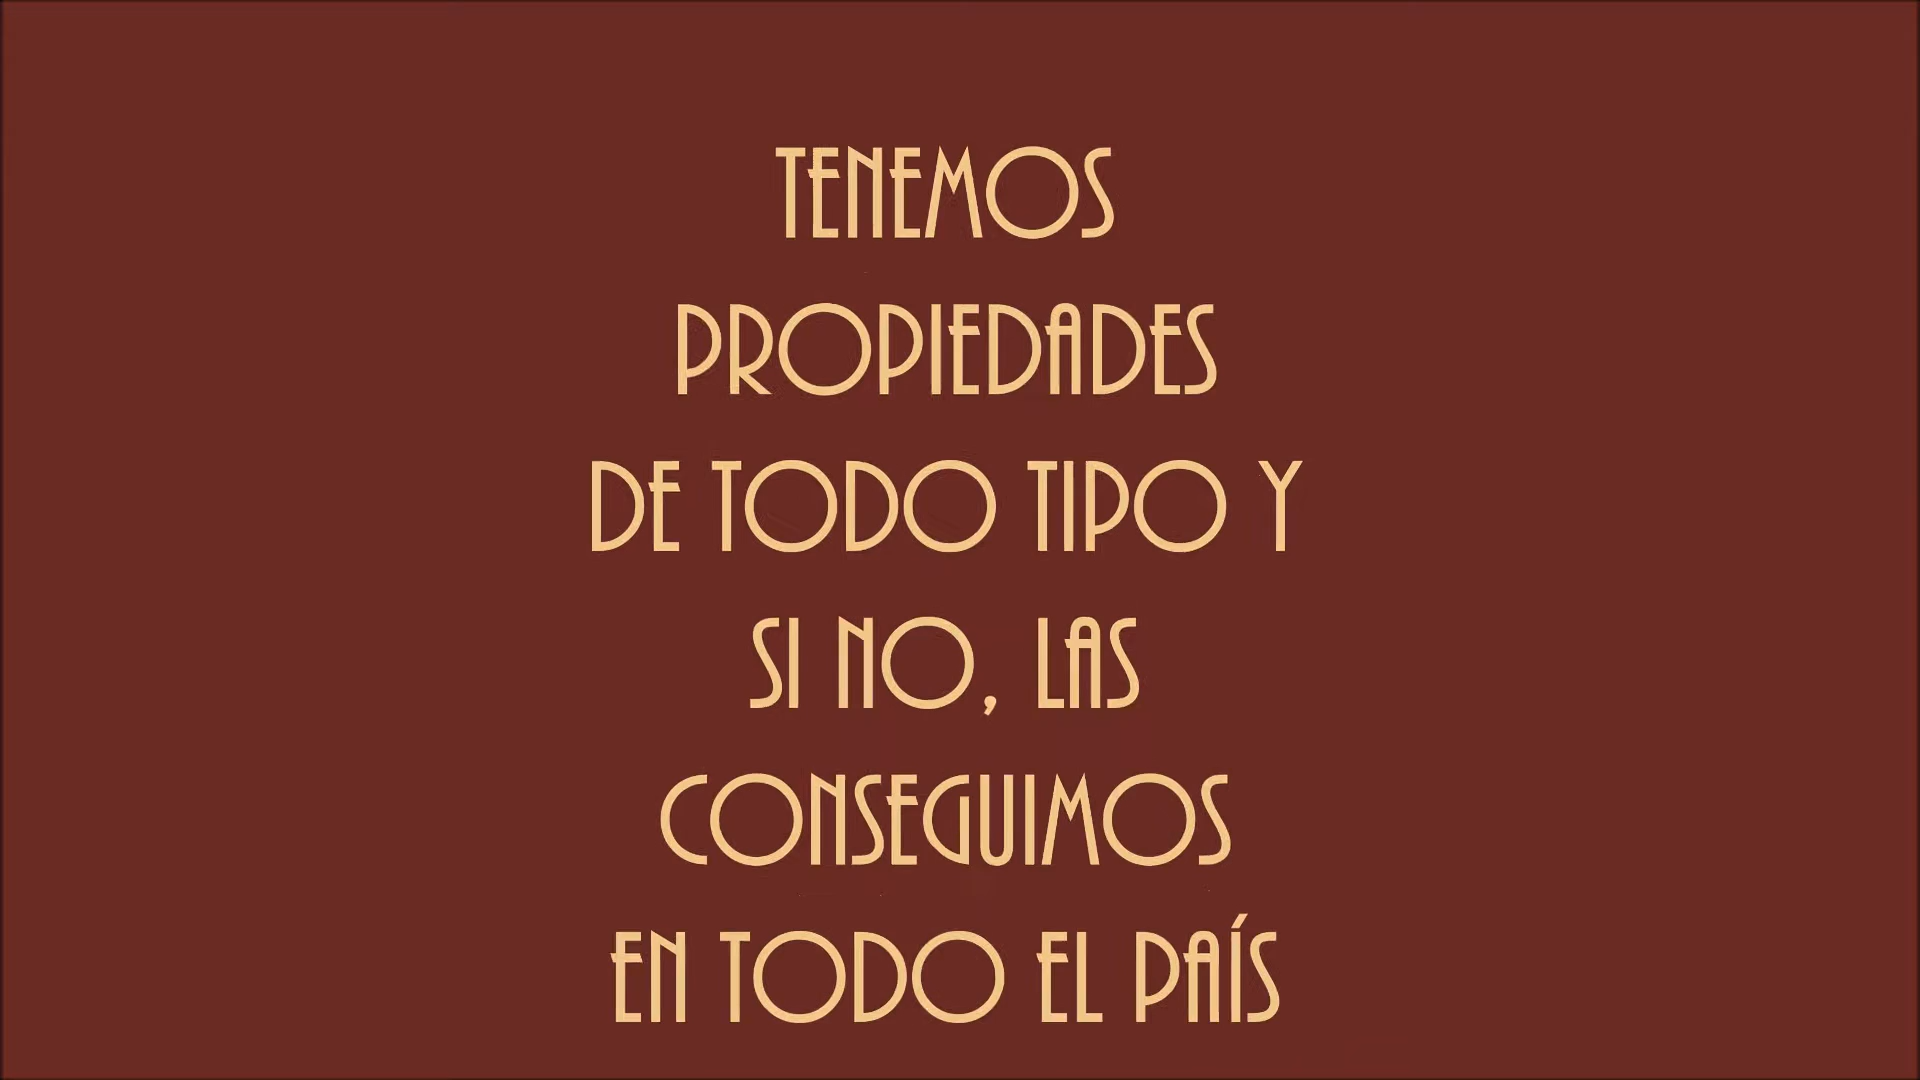 TENEMOS
PROPIEDADES
DE TODO TIPO Y
SI NO, LAS
CONSEGUIMOS
EN TODO EL PAÍS